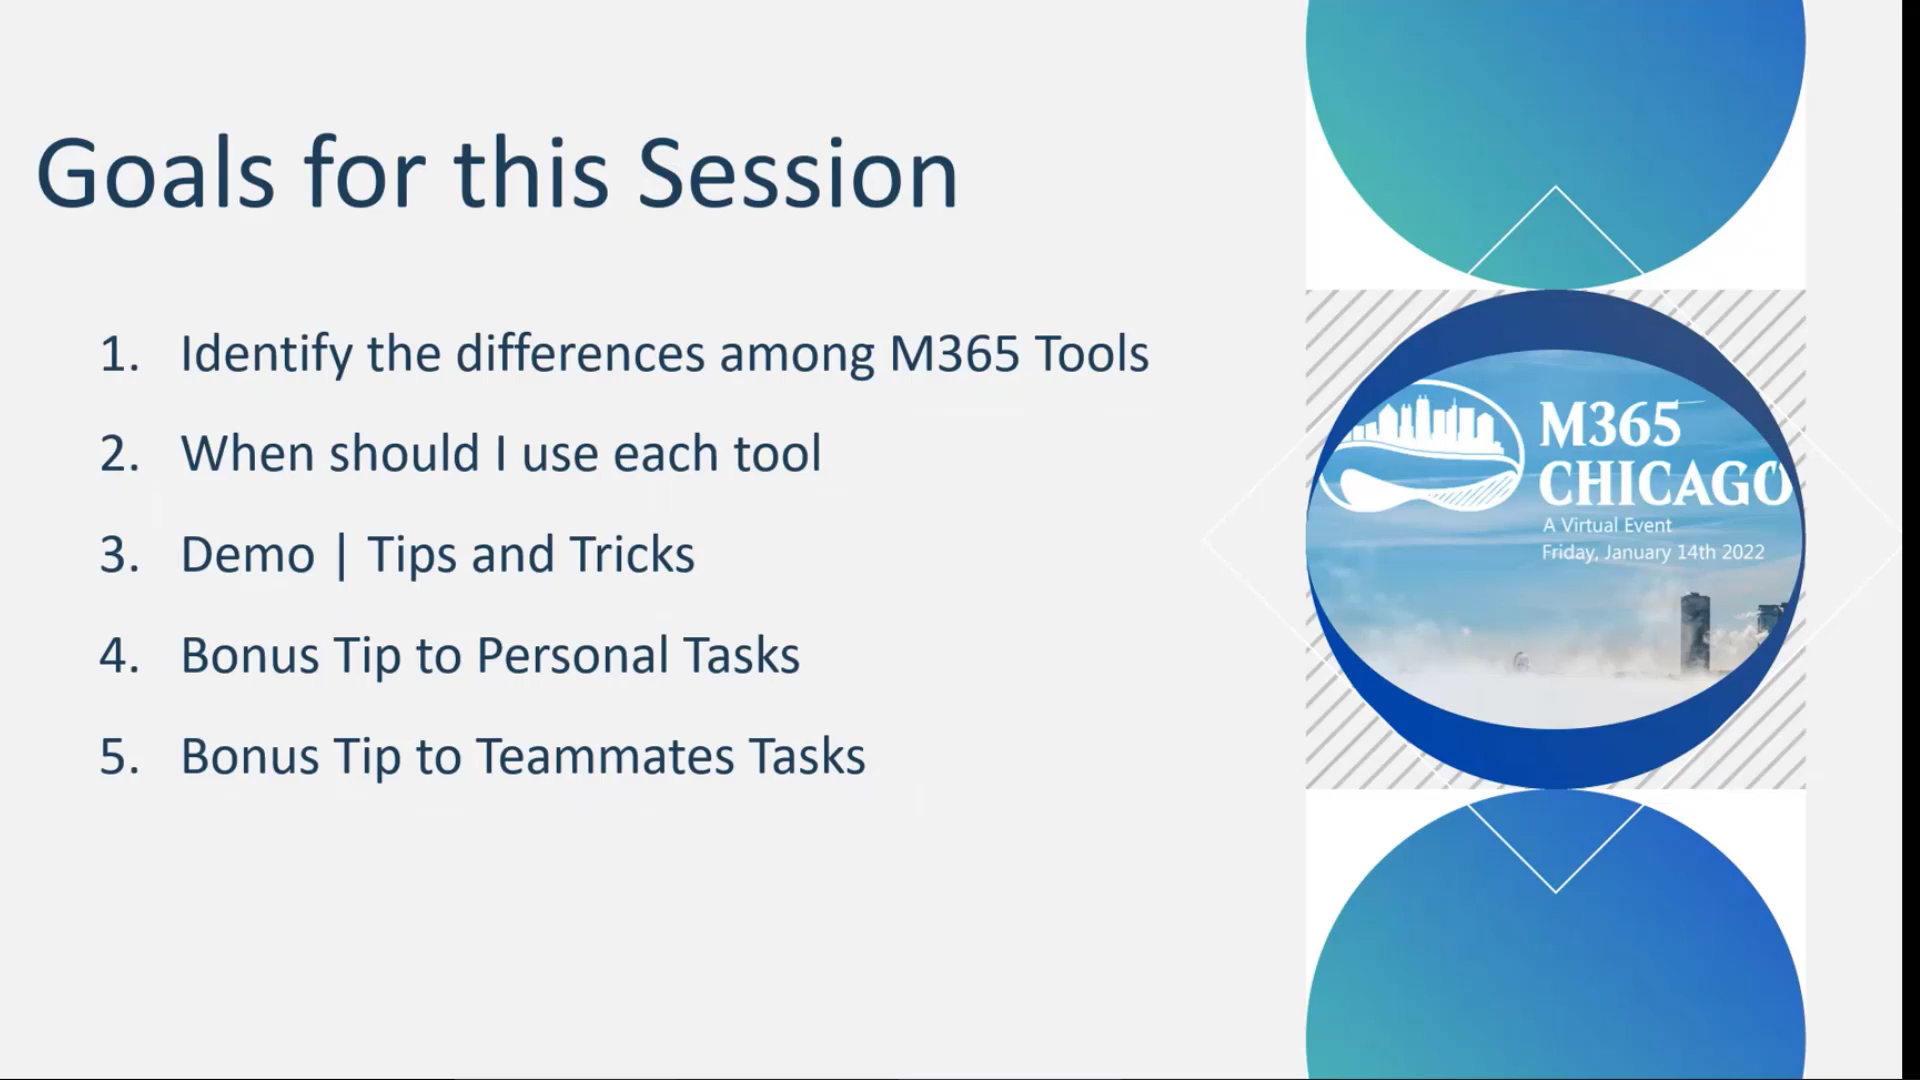 Goals for this Session
1. Identify the differences among M365 Tools
2. When should I use each tool
3. Demo | Tips and Tricks
4. Bonus Tip to Personal Tasks
5. Bonus Tip to Teammates Tasks
M365
CHICAGO
A Virtual Event
Friday, January 14th 2022